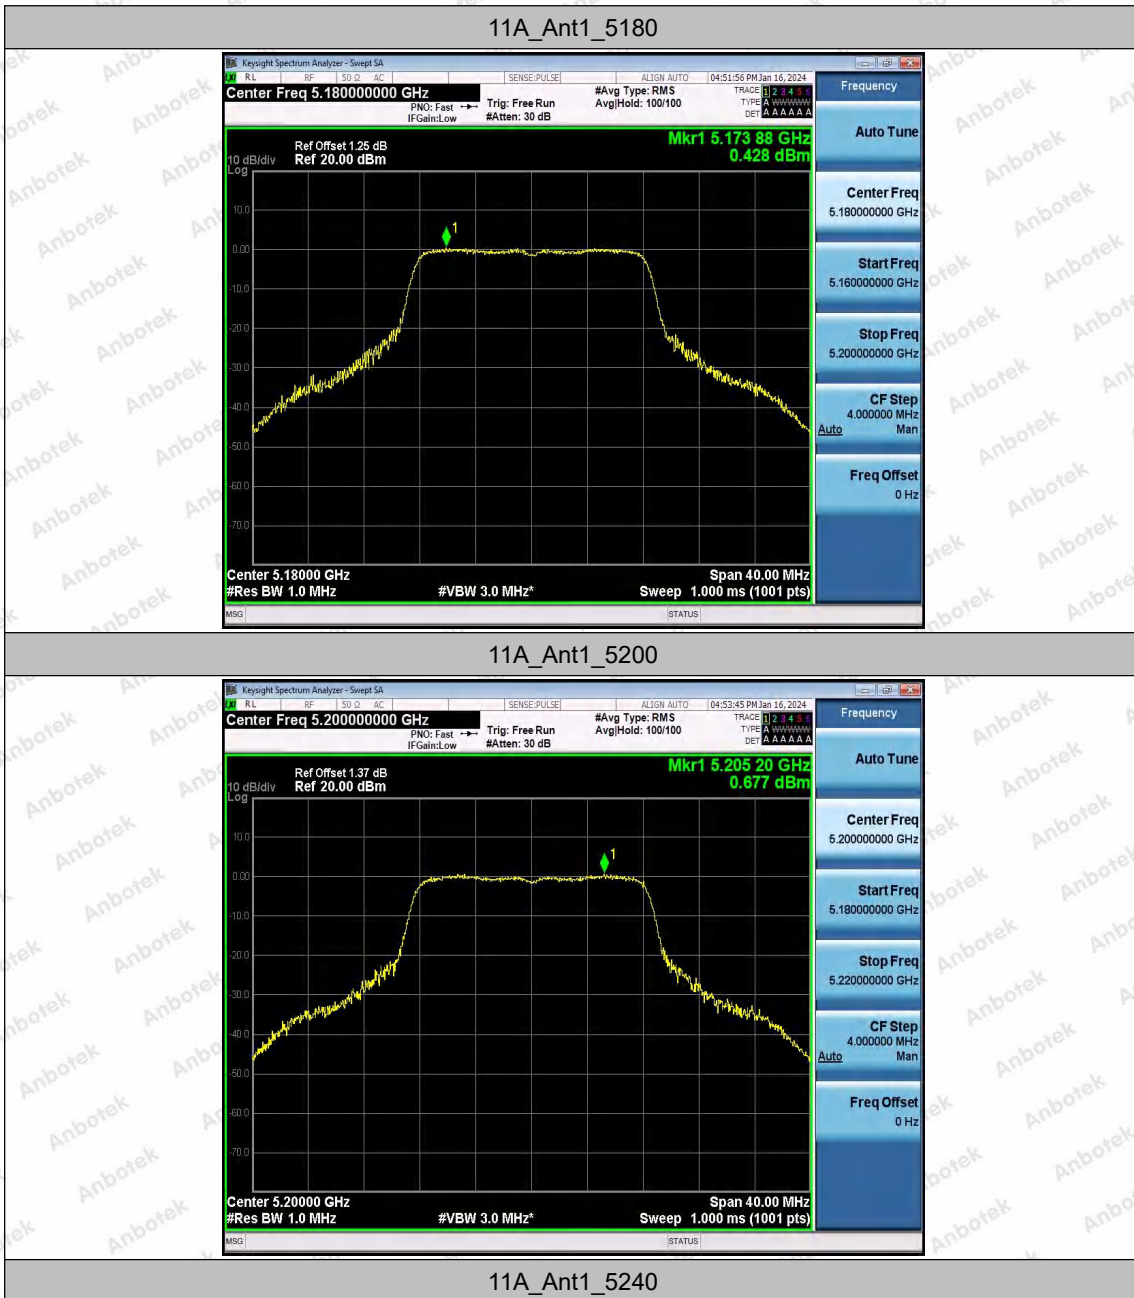 11A_Ant1_5180
Keysight Spectrum Analyzer - Swept SA
LXI RL RF 50 Ω AC SENSE:PULSE ALIGN AUTO 04:51:56 PM Jan 16, 2024
Center Freq 5.180000000 GHz
PNO: Fast
IFGain:Low
Trig: Free Run
#Atten: 30 dB
#Avg Type: RMS
Avg|Hold: 100/100
TRACE 1 2 3 4 5 6
TYPE A WWWWW
DET A A A A A A
Frequency
Auto Tune
Center Freq
5.180000000 GHz
Start Freq
5.160000000 GHz
Stop Freq
5.200000000 GHz
CF Step
4.000000 MHz
Auto Man
Freq Offset
0 Hz
Mkr1 5.173 88 GHz
0.428 dBm
Ref Offset 1.25 dB
10 dB/div Ref 20.00 dBm
Log
1
10.0
0.00
-10.0
-20.0
-30.0
-40.0
-50.0
-60.0
-70.0
Center 5.18000 GHz Span 40.00 MHz
#Res BW 1.0 MHz #VBW 3.0 MHz* Sweep 1.000 ms (1001 pts)
MSG STATUS
11A_Ant1_5200
Keysight Spectrum Analyzer - Swept SA
LXI RL RF 50 Ω AC SENSE:PULSE ALIGN AUTO 04:53:45 PM Jan 16, 2024
Center Freq 5.200000000 GHz
PNO: Fast
IFGain:Low
Trig: Free Run
#Atten: 30 dB
#Avg Type: RMS
Avg|Hold: 100/100
TRACE 1 2 3 4 5 6
TYPE A WWWWW
DET A A A A A A
Frequency
Auto Tune
Center Freq
5.200000000 GHz
Start Freq
5.180000000 GHz
Stop Freq
5.220000000 GHz
CF Step
4.000000 MHz
Auto Man
Freq Offset
0 Hz
Mkr1 5.205 20 GHz
0.677 dBm
Ref Offset 1.37 dB
10 dB/div Ref 20.00 dBm
Log
1
10.0
0.00
-10.0
-20.0
-30.0
-40.0
-50.0
-60.0
-70.0
Center 5.20000 GHz Span 40.00 MHz
#Res BW 1.0 MHz #VBW 3.0 MHz* Sweep 1.000 ms (1001 pts)
MSG STATUS
11A_Ant1_5240
Anbotek